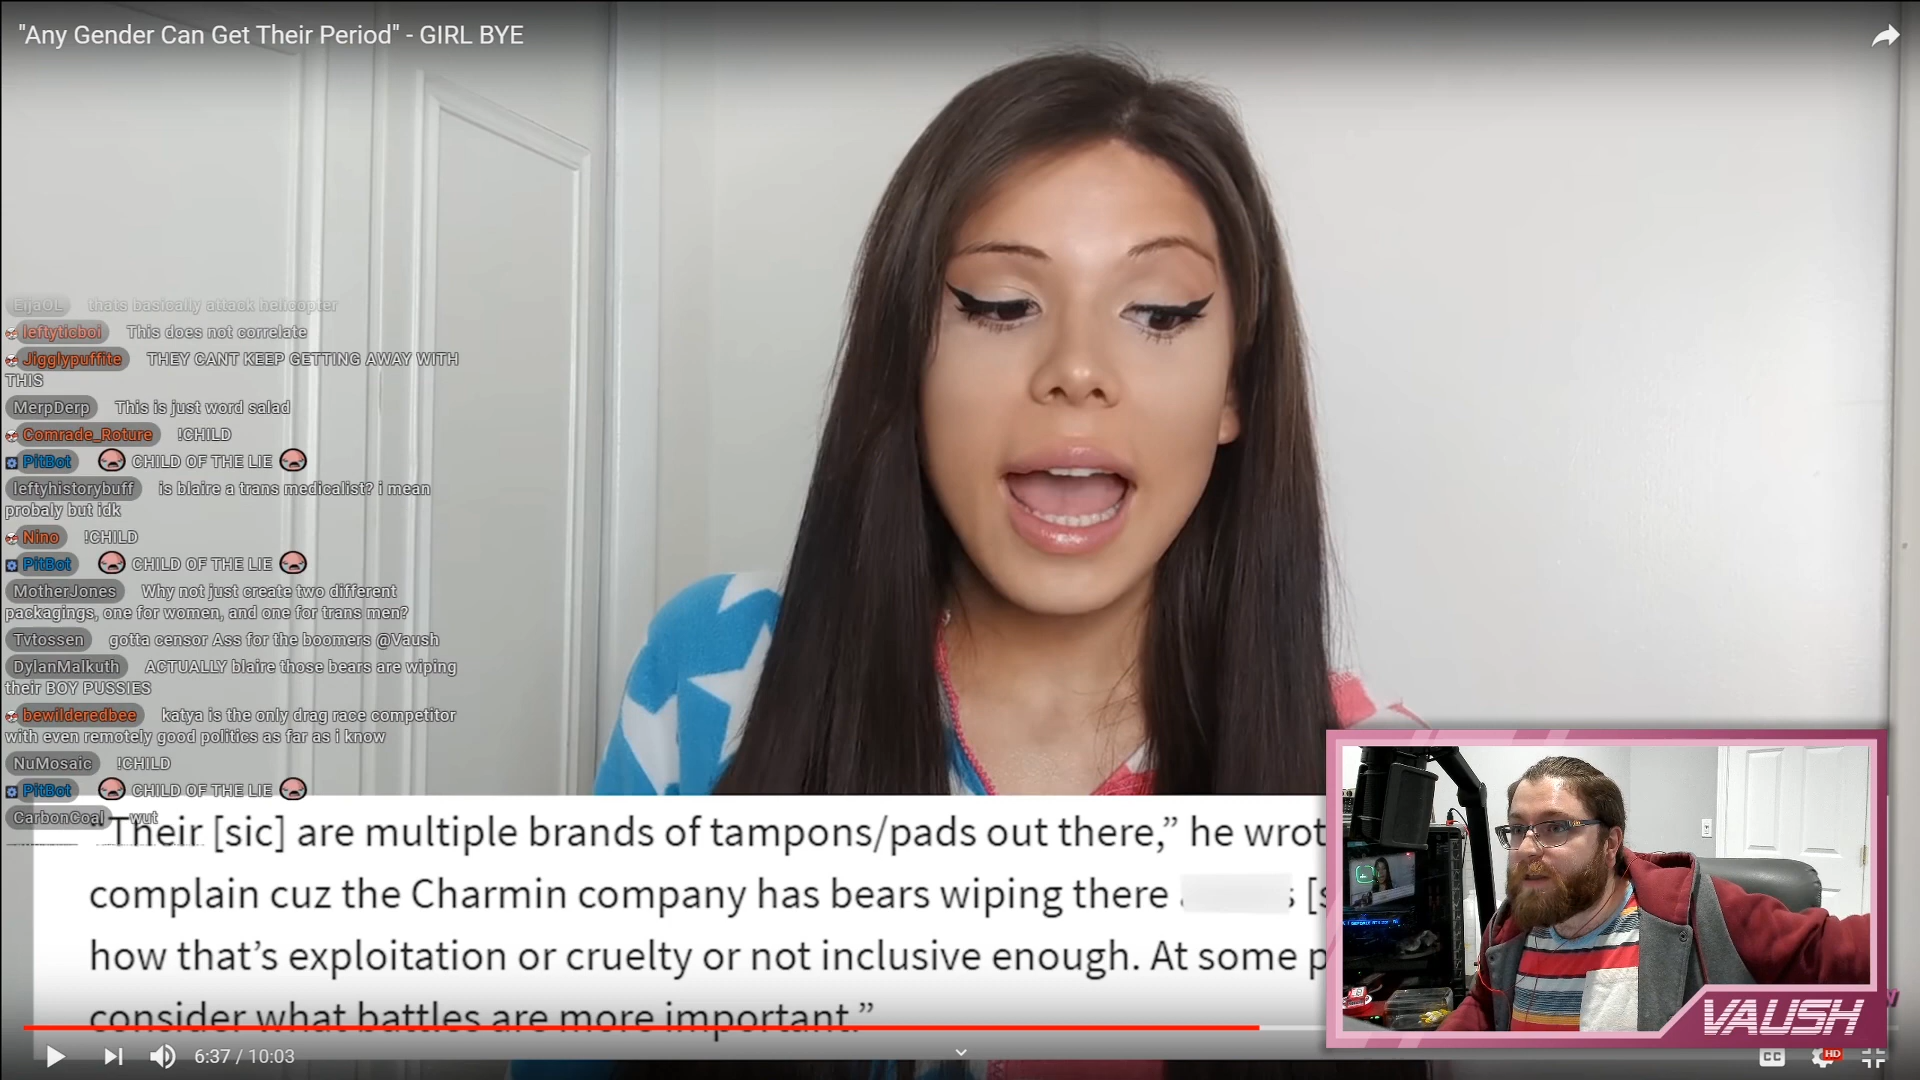 "Any Gender Can Get Their Period" - GIRL BYE
EijaOL thats basically attack helicopter
leftyticboi This does not correlate
Jigglypuffite THEY CANT KEEP GETTING AWAY WITH
THIS
MerpDerp This is just word salad
Comrade_Roture !CHILD
PitBot CHILD OF THE LIE
leftyhistorybuff is blaire a trans medicalist? i mean
probaly but idk
Nino !CHILD
PitBot CHILD OF THE LIE
MotherJones Why not just create two different
packagings, one for women, and one for trans men?
Tvtossen gotta censor Ass for the boomers @Vaush
DylanMalkuth ACTUALLY blaire those bears are wiping
their BOY PUSSIES
bewilderedbee katya is the only drag race competitor
with even remotely good politics as far as i know
NuMosaic !CHILD
PitBot CHILD OF THE LIE
CarbonCoal wut
“Their [sic] are multiple brands of tampons/pads out there,” he wrot
complain cuz the Charmin company has bears wiping there s [s
how that’s exploitation or cruelty or not inclusive enough. At some p
consider what battles are more important.”
VAUSH
6:37 / 10:03
CC
HD